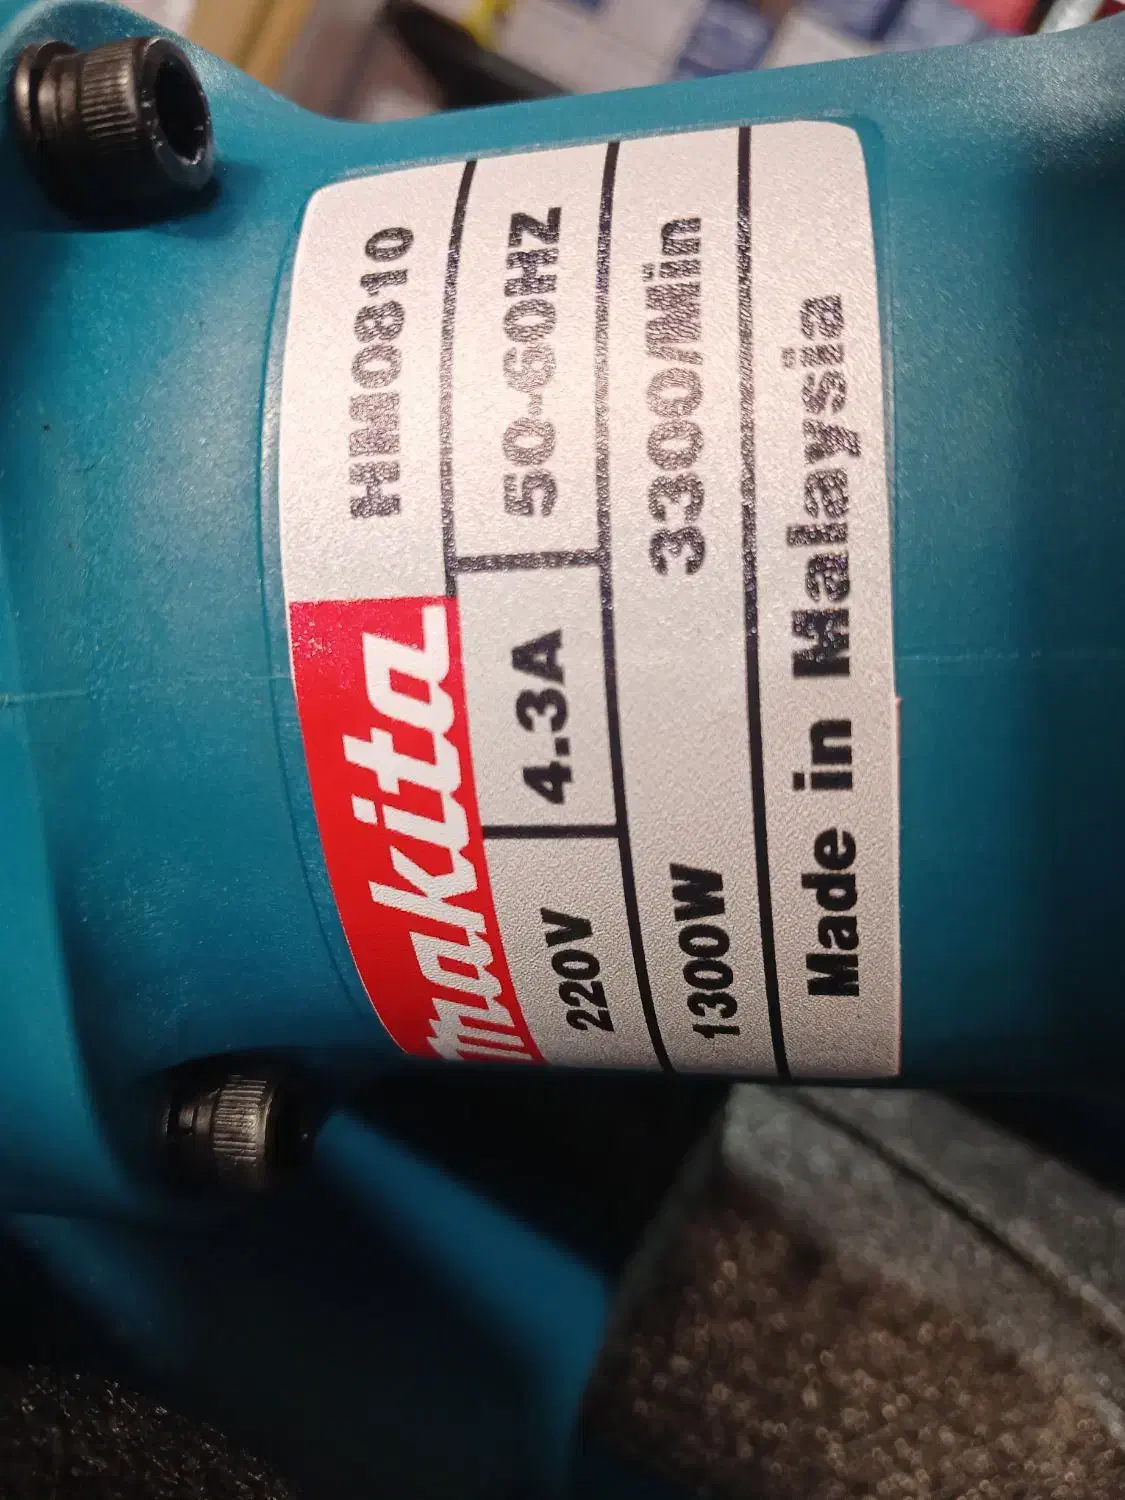 makita HM0810
220V 4.3A 50-60HZ
1300W 3300/Min
Made in Malaysia